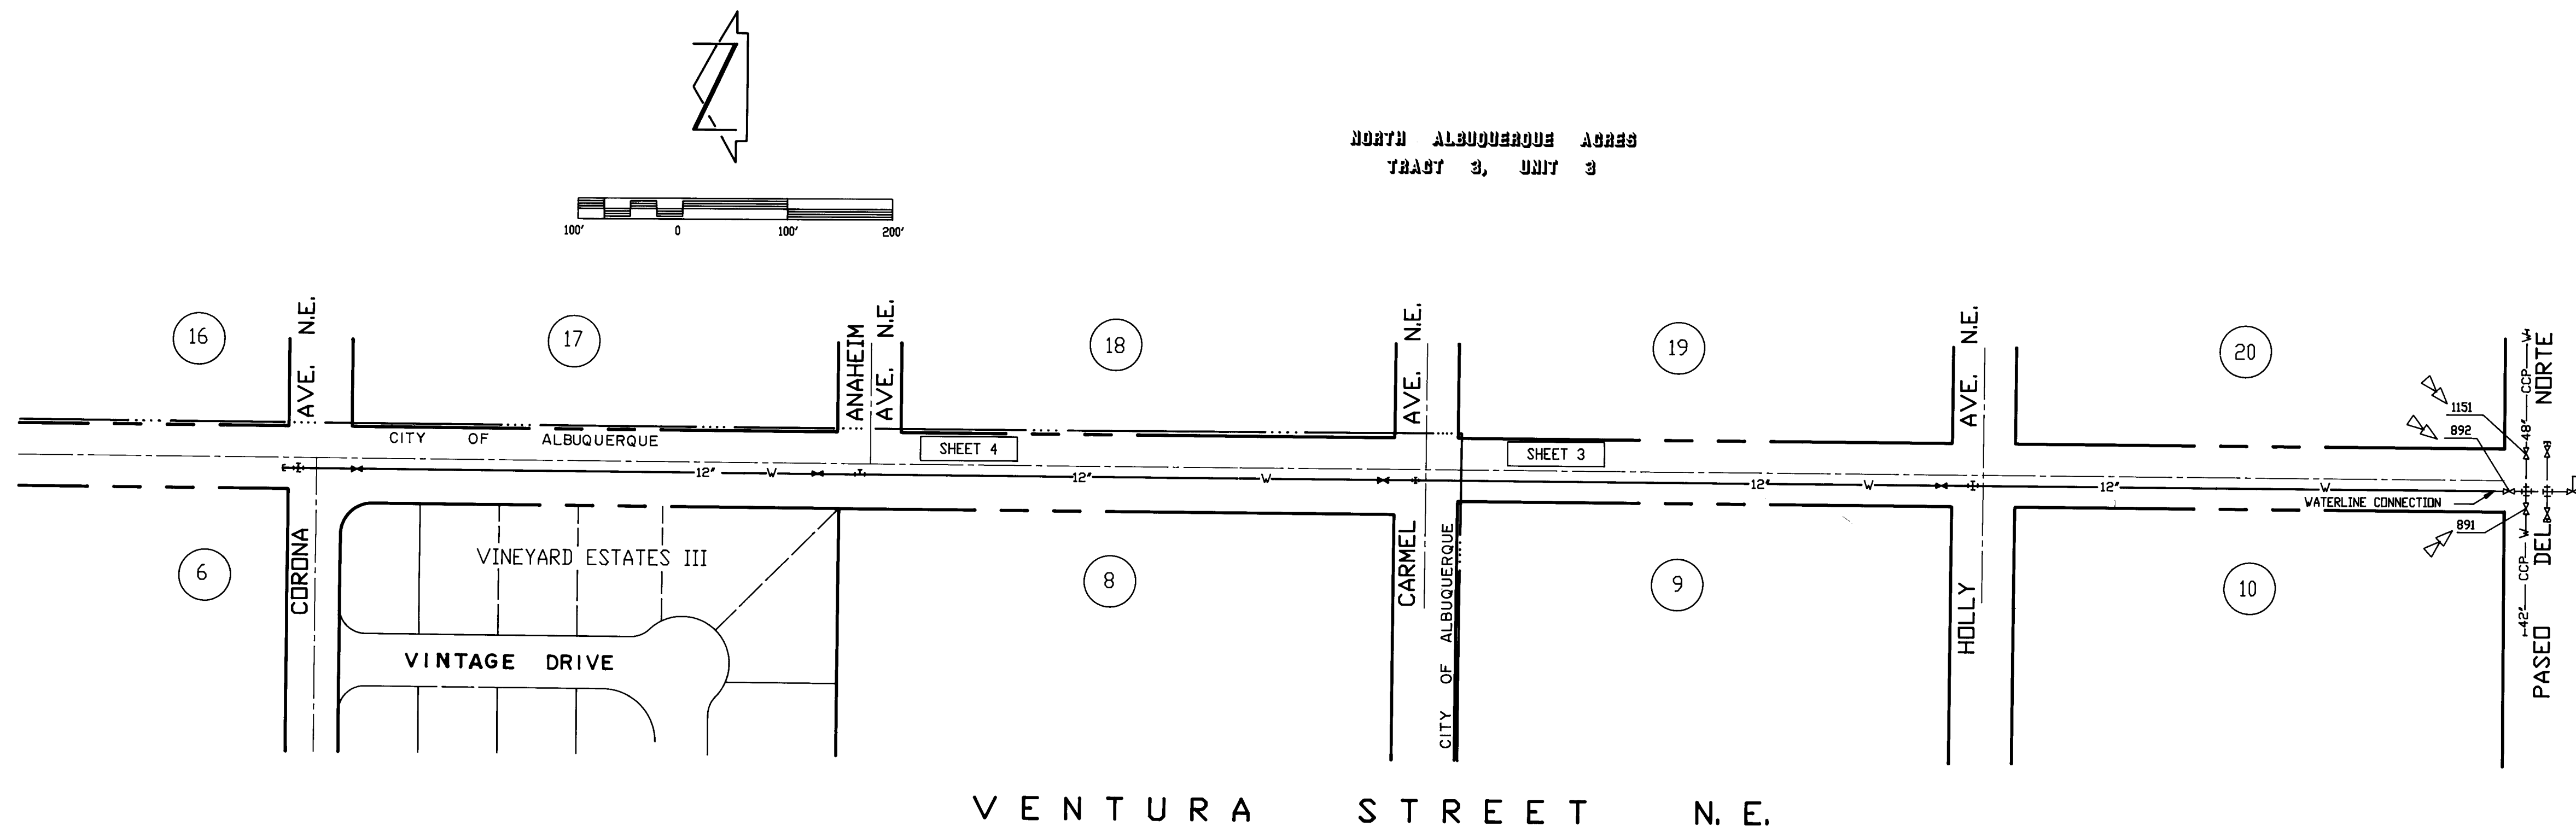 NORTH ALBUQUERQUE ACRES
TRACT 3, UNIT 3
100' 0 100' 200'
16
AVE. N.E.
17
ANAHEIM
AVE. N.E.
18
AVE. N.E.
19
AVE. N.E.
20
1151
892
48" CCP W
NORTE
CITY OF ALBUQUERQUE
SHEET 4
SHEET 3
12" W
12" W
12" W
12" W
WATERLINE CONNECTION
891
6
CORONA
VINEYARD ESTATES III
8
CARMEL
CITY OF ALBUQUERQUE
9
HOLLY
10
42" CCP W
PASEO DEL
VINTAGE DRIVE
VENTURA STREET N.E.